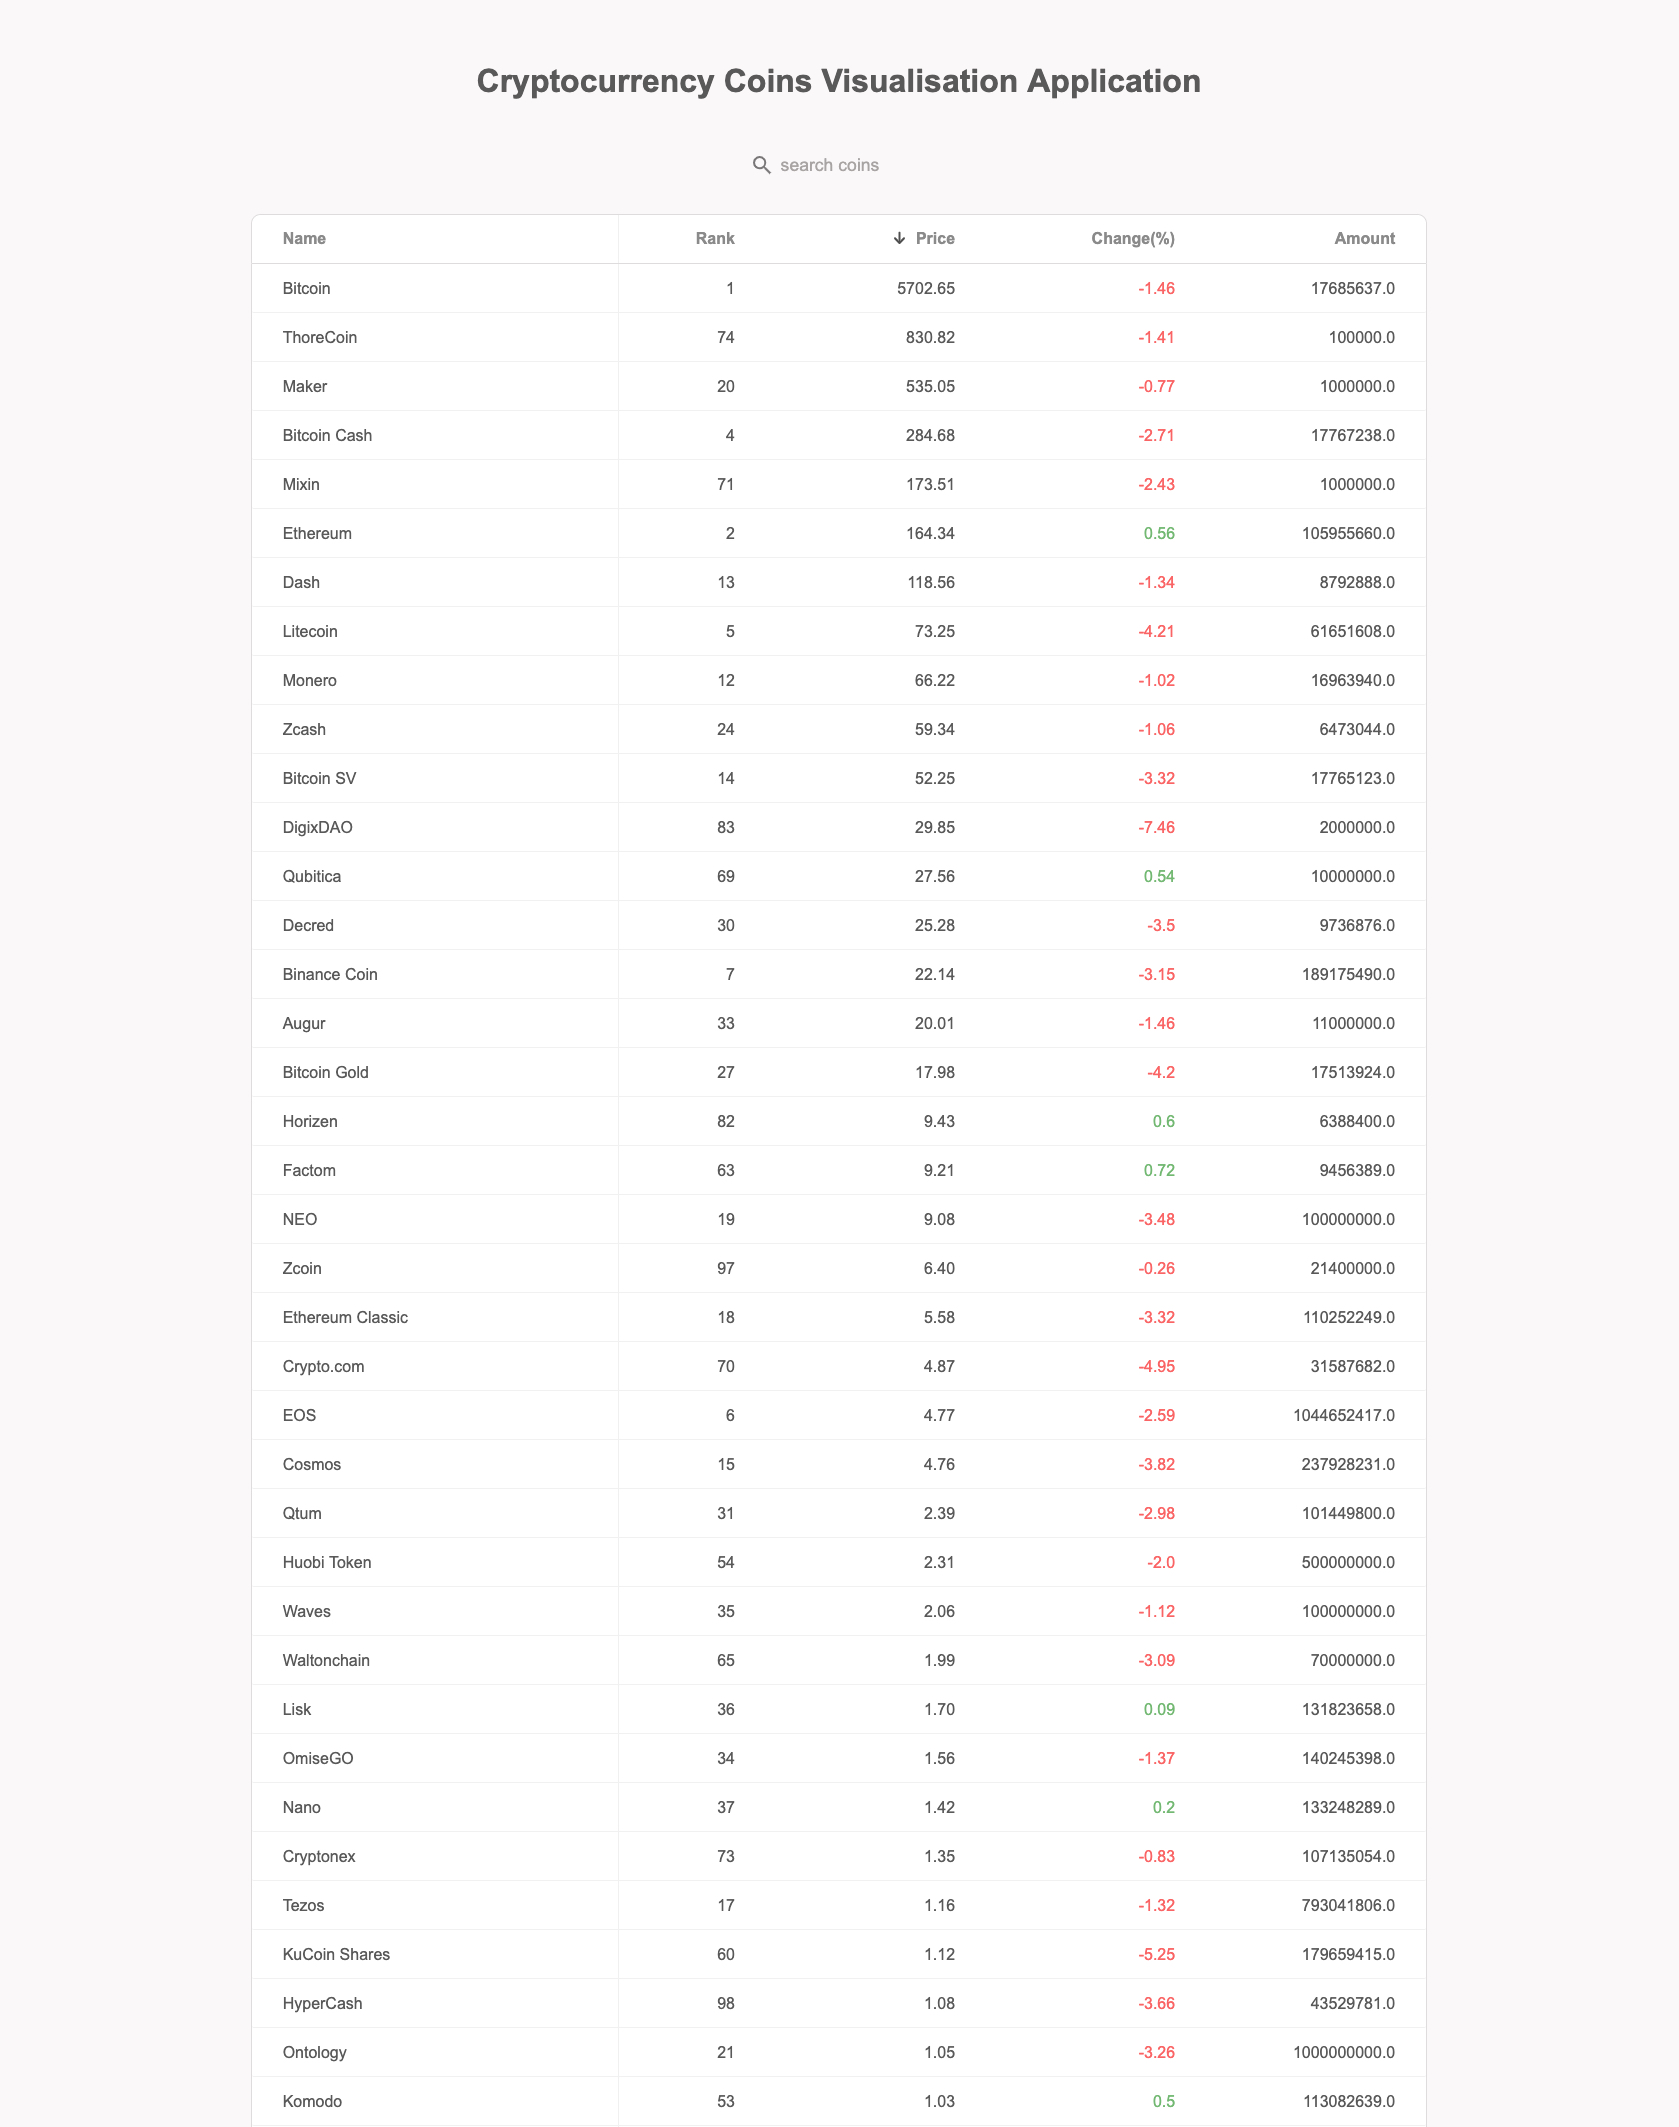 Cryptocurrency Coins Visualisation Application
search coins
Name Rank Price Change(%) Amount
Bitcoin 1 5702.65 -1.46 17685637.0
ThoreCoin 74 830.82 -1.41 100000.0
Maker 20 535.05 -0.77 1000000.0
Bitcoin Cash 4 284.68 -2.71 17767238.0
Mixin 71 173.51 -2.43 1000000.0
Ethereum 2 164.34 0.56 105955660.0
Dash 13 118.56 -1.34 8792888.0
Litecoin 5 73.25 -4.21 61651608.0
Monero 12 66.22 -1.02 16963940.0
Zcash 24 59.34 -1.06 6473044.0
Bitcoin SV 14 52.25 -3.32 17765123.0
DigixDAO 83 29.85 -7.46 2000000.0
Qubitica 69 27.56 0.54 10000000.0
Decred 30 25.28 -3.5 9736876.0
Binance Coin 7 22.14 -3.15 189175490.0
Augur 33 20.01 -1.46 11000000.0
Bitcoin Gold 27 17.98 -4.2 17513924.0
Horizen 82 9.43 0.6 6388400.0
Factom 63 9.21 0.72 9456389.0
NEO 19 9.08 -3.48 100000000.0
Zcoin 97 6.40 -0.26 21400000.0
Ethereum Classic 18 5.58 -3.32 110252249.0
Crypto.com 70 4.87 -4.95 31587682.0
EOS 6 4.77 -2.59 1044652417.0
Cosmos 15 4.76 -3.82 237928231.0
Qtum 31 2.39 -2.98 101449800.0
Huobi Token 54 2.31 -2.0 500000000.0
Waves 35 2.06 -1.12 100000000.0
Waltonchain 65 1.99 -3.09 70000000.0
Lisk 36 1.70 0.09 131823658.0
OmiseGO 34 1.56 -1.37 140245398.0
Nano 37 1.42 0.2 133248289.0
Cryptonex 73 1.35 -0.83 107135054.0
Tezos 17 1.16 -1.32 793041806.0
KuCoin Shares 60 1.12 -5.25 179659415.0
HyperCash 98 1.08 -3.66 43529781.0
Ontology 21 1.05 -3.26 1000000000.0
Komodo 53 1.03 0.5 113082639.0